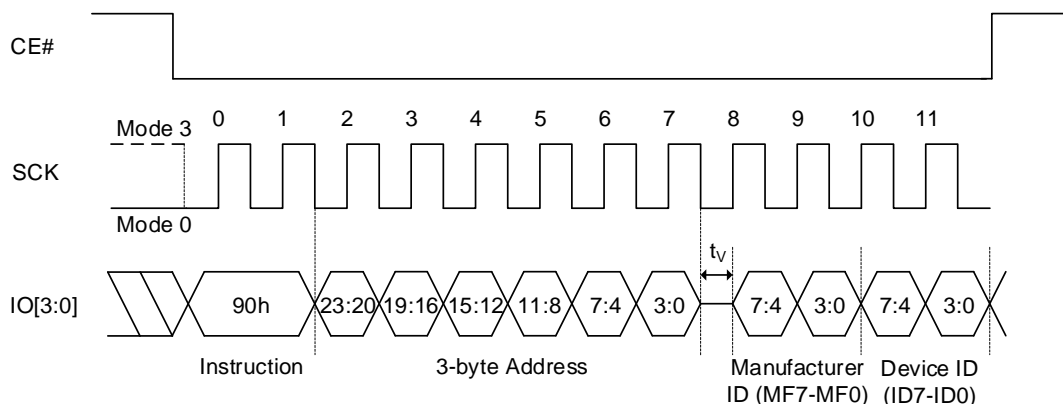 CE#
0 1 2 3 4 5 6 7 8 9 10 11
Mode 3
SCK
Mode 0
tV
IO[3:0] 90h 23:20 19:16 15:12 11:8 7:4 3:0 7:4 3:0 7:4 3:0
Instruction 3-byte Address Manufacturer Device ID
ID (MF7-MF0) (ID7-ID0)